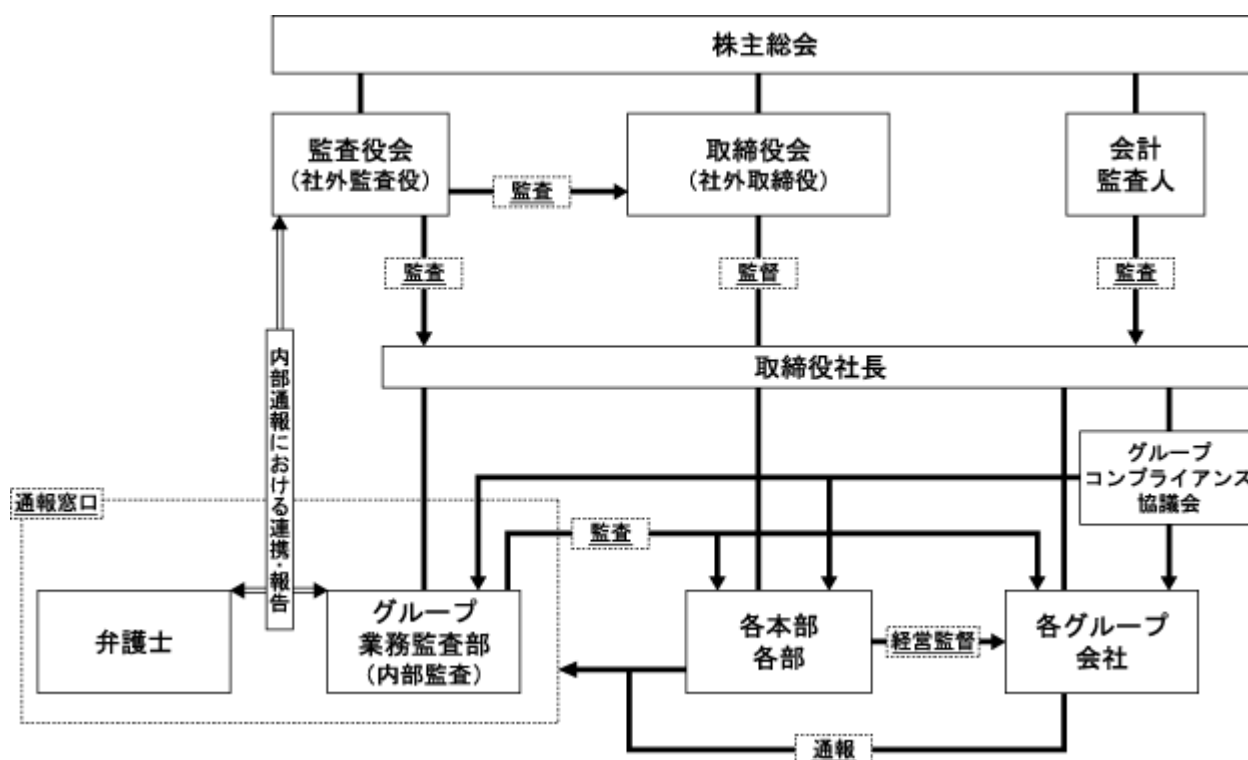 株主総会
監査役会
(社外監査役)
監査
取締役会
(社外取締役)
会計
監査人
監査
監督
監査
取締役社長
内部通報における連携・報告
グループ
コンプライアンス
協議会
通報窓口
監査
弁護士
グループ
業務監査部
(内部監査)
各本部
各部
経営監督
各グループ
会社
通報